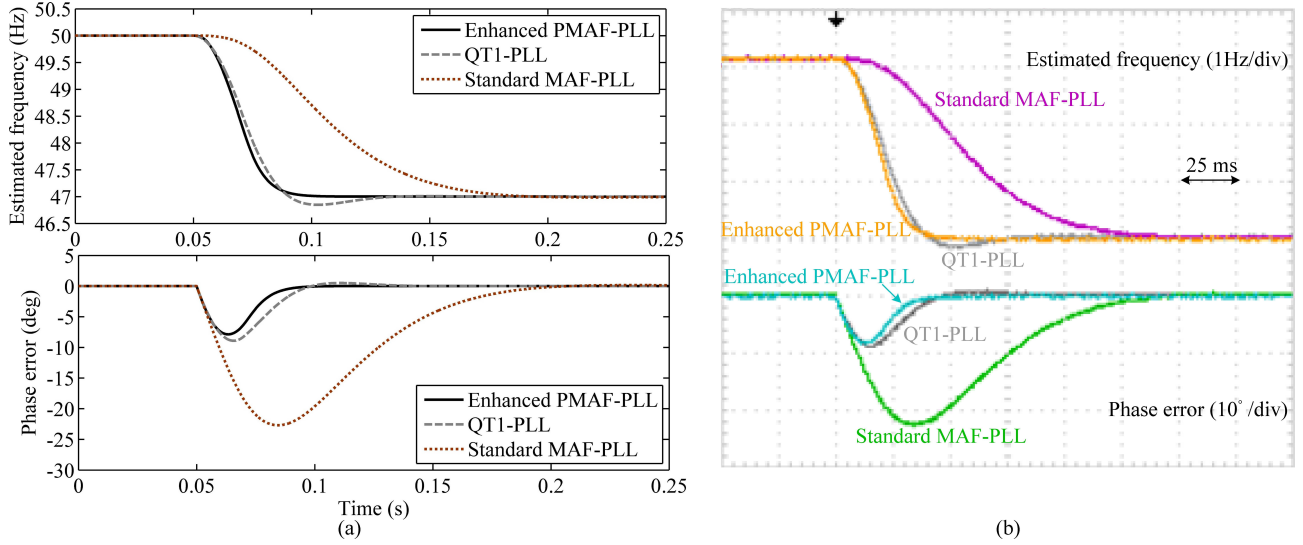 Estimated frequency (Hz)
50.5
50
49.5
49
48.5
48
47.5
47
46.5
Enhanced PMAF-PLL
QT1-PLL
Standard MAF-PLL
0
0.05
0.1
0.15
0.2
0.25
Phase error (deg)
5
0
-5
-10
-15
-20
-25
-30
Enhanced PMAF-PLL
QT1-PLL
Standard MAF-PLL
0
0.05
0.1
0.15
0.2
0.25
Time (s)
(a)
Estimated frequency (1Hz/div)
Standard MAF-PLL
25 ms
Enhanced PMAF-PLL
QT1-PLL
Enhanced PMAF-PLL
QT1-PLL
Phase error (10°/div)
Standard MAF-PLL
(b)